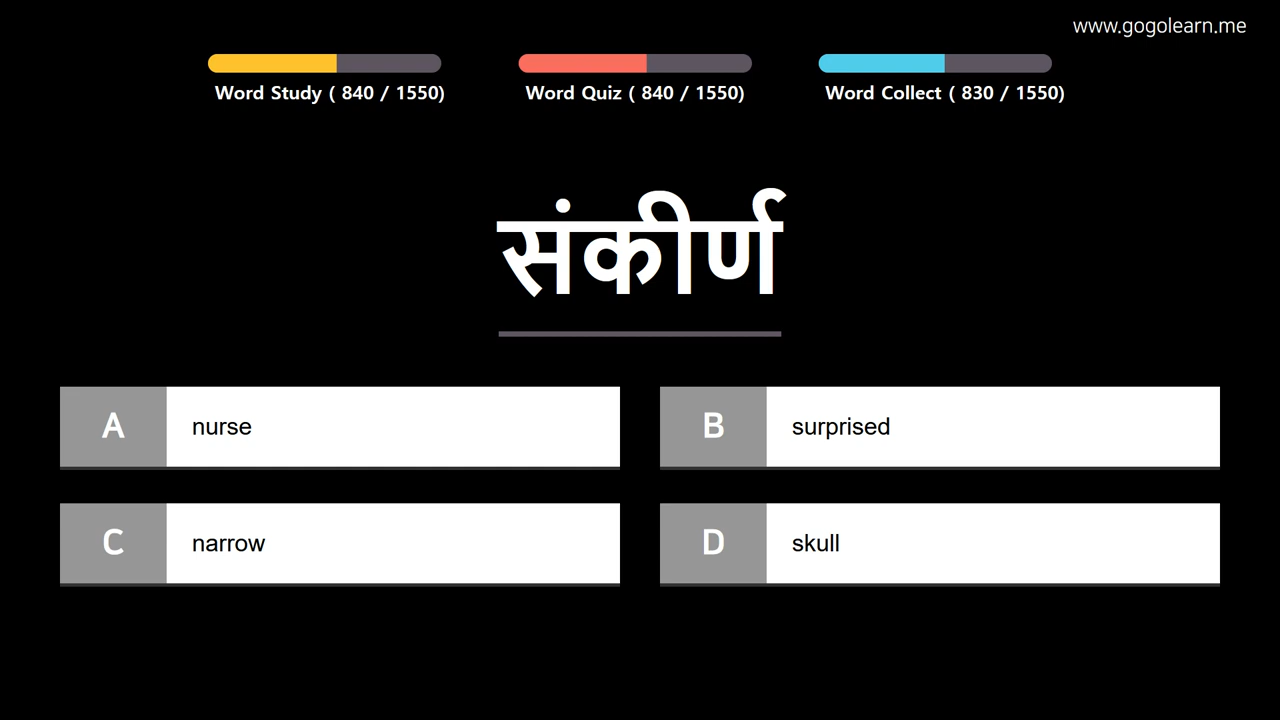 www.gogolearn.me
Word Study ( 840 / 1550)
Word Quiz ( 840 / 1550)
Word Collect ( 830 / 1550)
संकीर्ण
A nurse
B surprised
C narrow
D skull